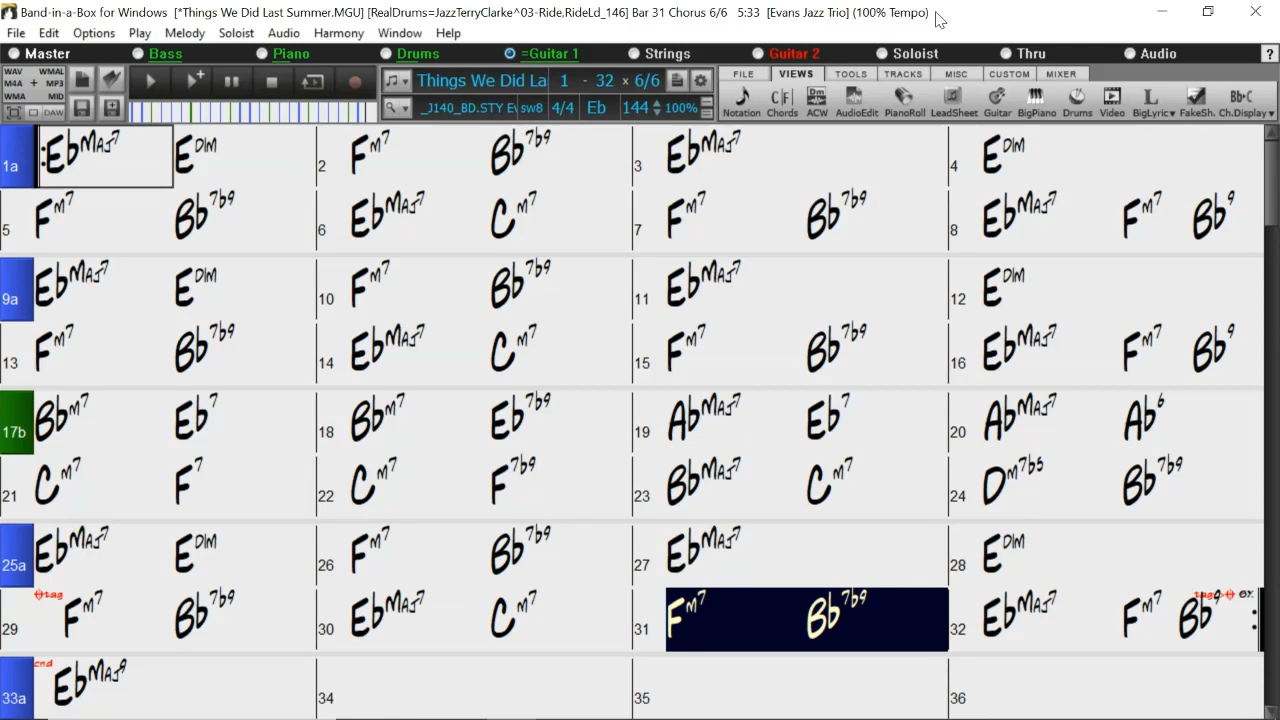 Band-in-a-Box for Windows [*Things We Did Last Summer.MGU] [RealDrums=JazzTerryClarke^03-Ride,RideLd_146] Bar 31 Chorus 6/6 5:33 [Evans Jazz Trio] (100% Tempo)
File Edit Options Play Melody Soloist Audio Harmony Window Help
Master Bass Piano Drums =Guitar 1 Strings Guitar 2 Soloist Thru Audio ?
WAV WMAL
M4A + MP3
WMA MID
DAW
Things We Did La 1 - 32 x 6/6
_J140_BD.STY Ev sw8 4/4 Eb 144 100%
FILE VIEWS TOOLS TRACKS MISC CUSTOM MIXER
Notation Chords ACW AudioEdit PianoRoll LeadSheet Guitar BigPiano Drums Video BigLyric FakeSh. Ch.Display
1a EbMaj7 Edim 2 Fm7 Bb7b9 3 EbMaj7 4 Edim
5 Fm7 Bb7b9 6 EbMaj7 Cm7 7 Fm7 Bb7b9 8 EbMaj7 Fm7 Bb9
9a EbMaj7 Edim 10 Fm7 Bb7b9 11 EbMaj7 12 Edim
13 Fm7 Bb7b9 14 EbMaj7 Cm7 15 Fm7 Bb7b9 16 EbMaj7 Fm7 Bb9
17b Bbm7 Eb7 18 Bbm7 Eb7b9 19 AbMaj7 Eb7 20 AbMaj7 Ab6
21 Cm7 F7 22 Cm7 F7b9 23 BbMaj7 Cm7 24 Dm7b5 Bb7b9
25a EbMaj7 Edim 26 Fm7 Bb7b9 27 EbMaj7 28 Edim
tag
29 Fm7 Bb7b9 30 EbMaj7 Cm7 31 Fm7 Bb7b9 32 EbMaj7 Fm7 Bb9
end
33a EbMaj9 34 35 36